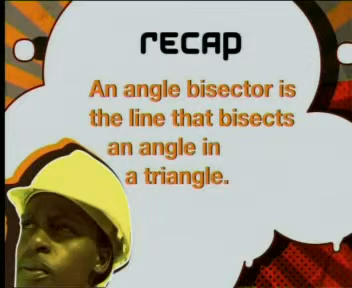 recap
An angle bisector is
the line that bisects
an angle in
a triangle.